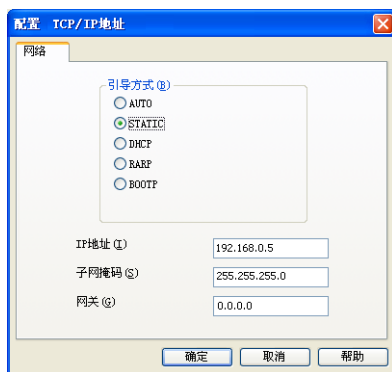 配置 TCP/IP地址
网络
引导方式(B)
AUTO
STATIC
DHCP
RARP
BOOTP
IP地址(I) 192.168.0.5
子网掩码(S) 255.255.255.0
网关(G) 0.0.0.0
确定 取消 帮助